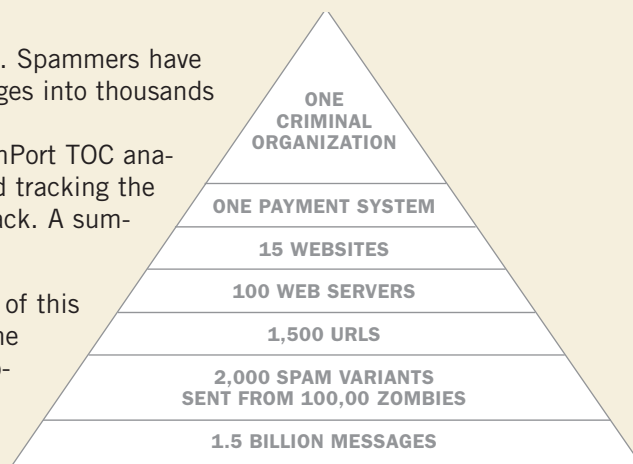 . Spammers have
ges into thousands
nPort TOC ana-
d tracking the
ack. A sum-
of this
ne
o-
ONE
CRIMINAL
ORGANIZATION
ONE PAYMENT SYSTEM
15 WEBSITES
100 WEB SERVERS
1,500 URLS
2,000 SPAM VARIANTS
SENT FROM 100,00 ZOMBIES
1.5 BILLION MESSAGES